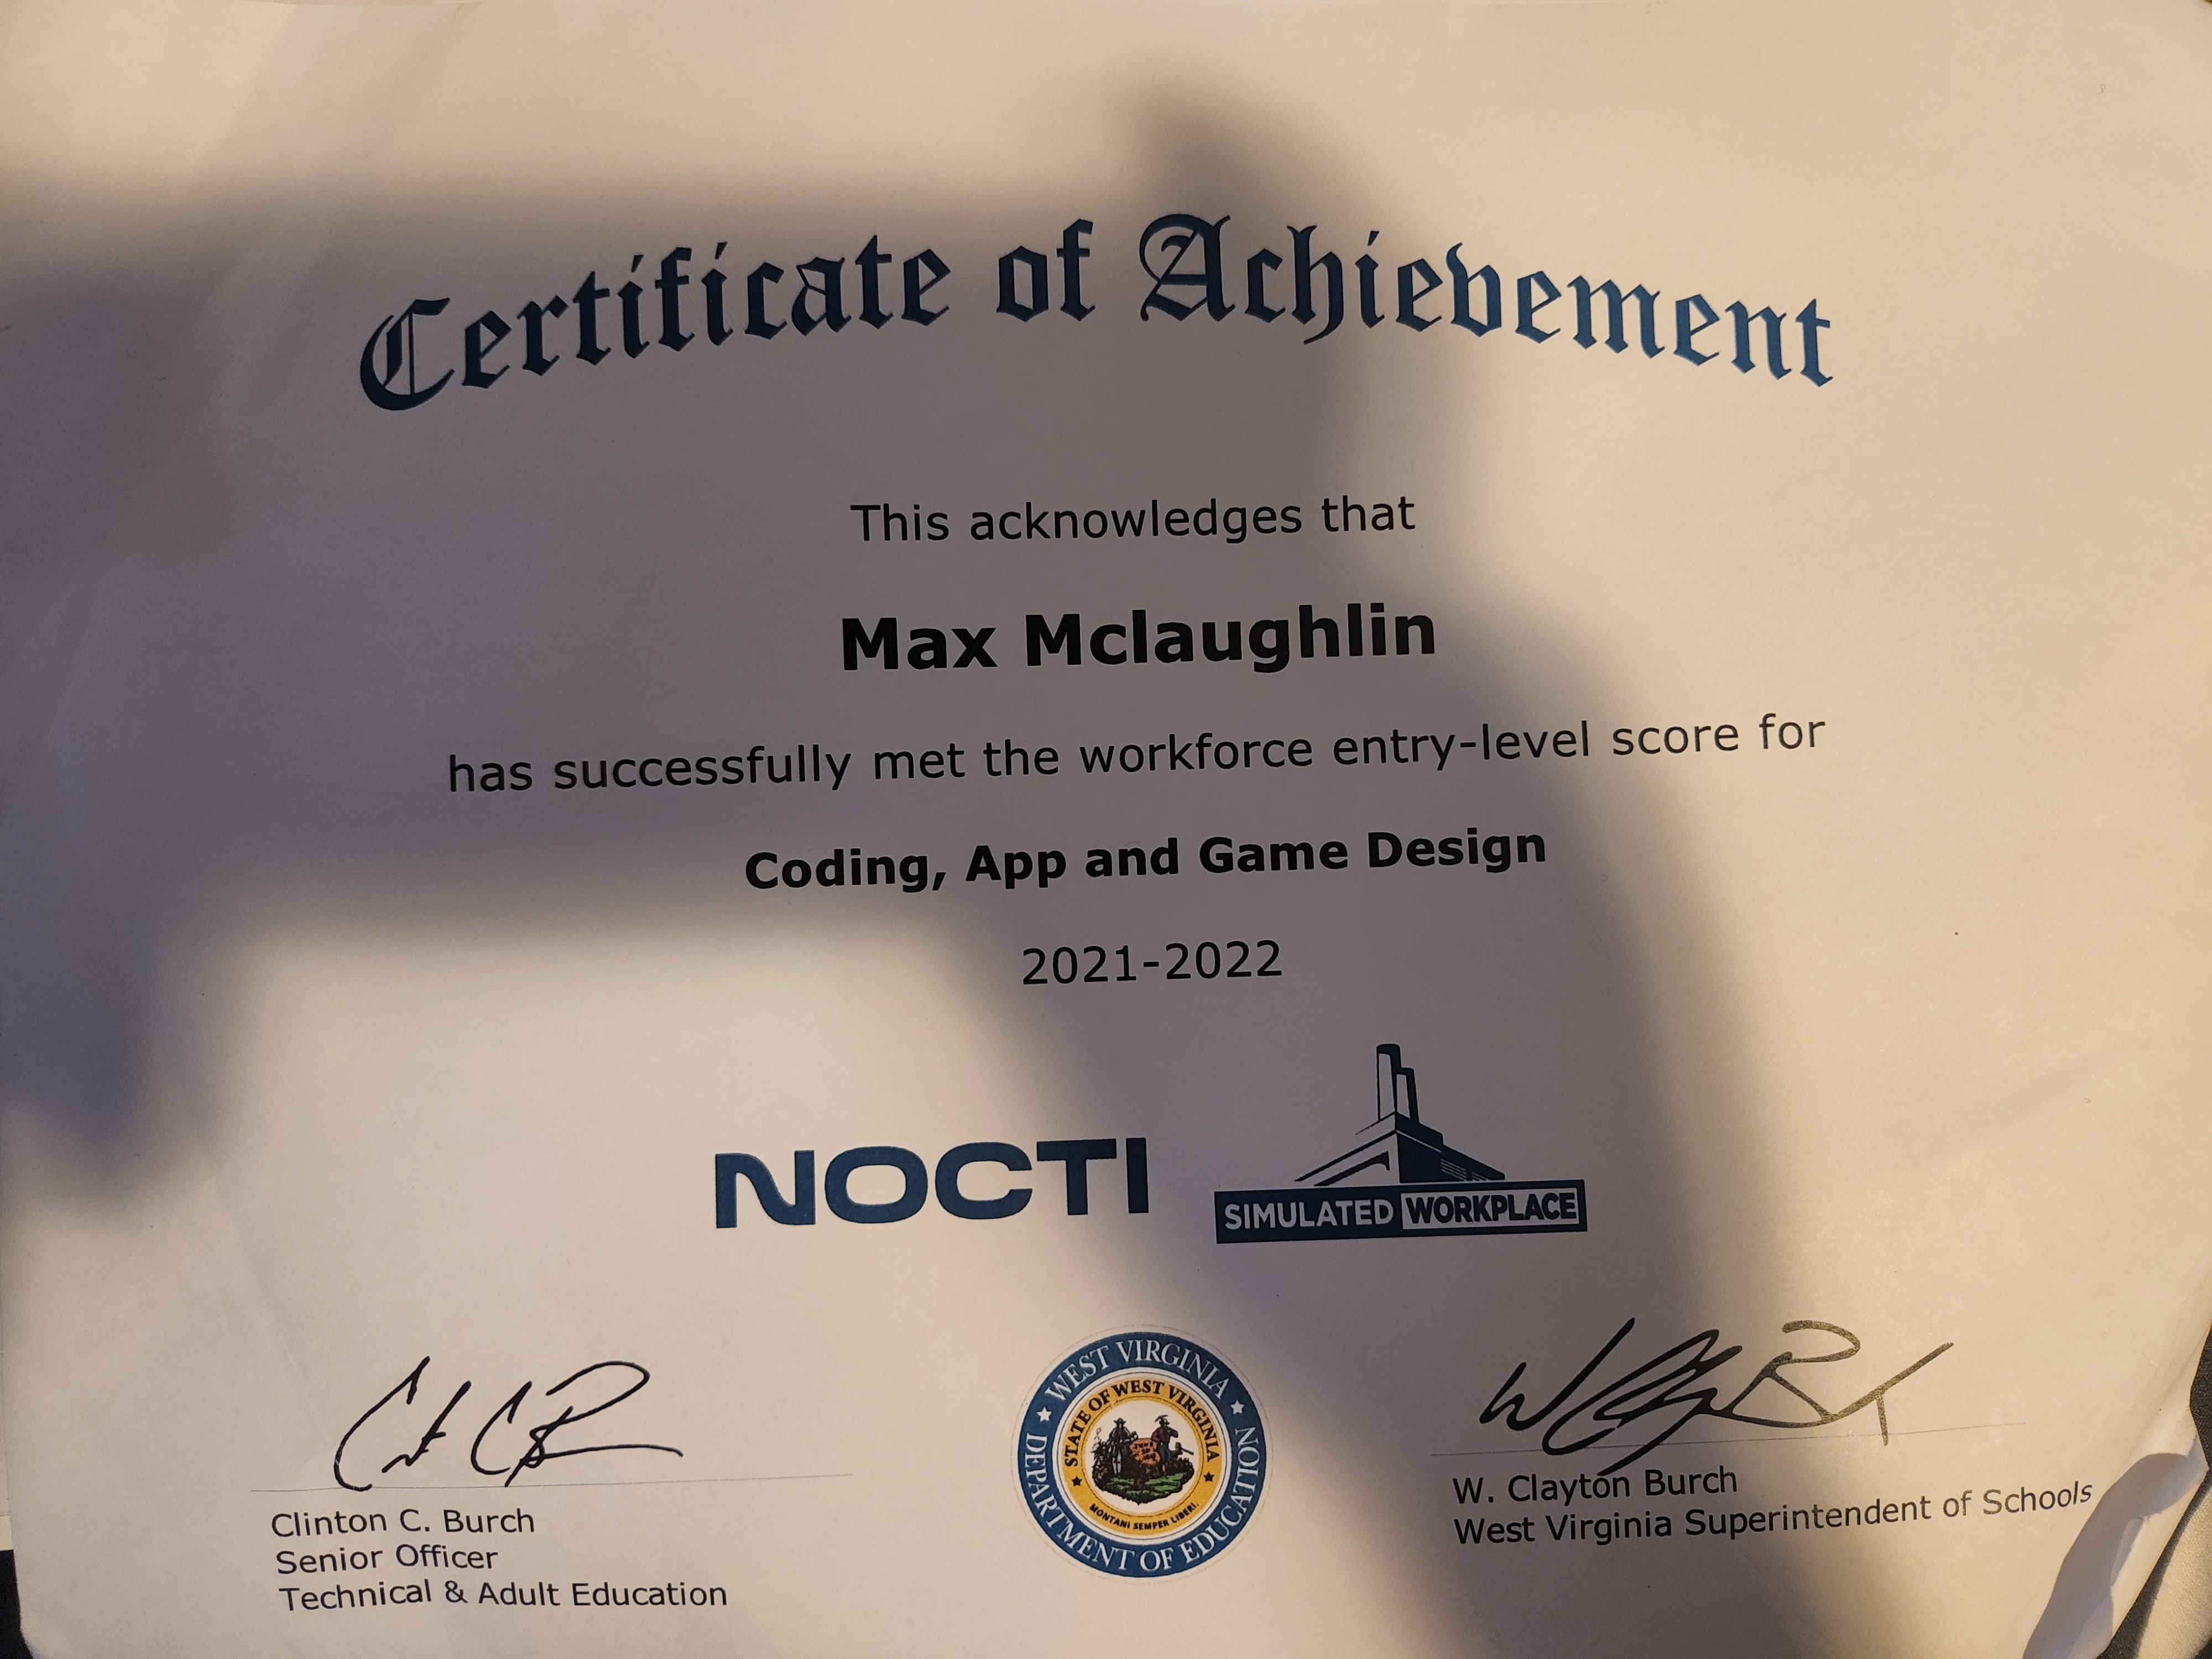 Certificate of Achievement
This acknowledges that
Max Mclaughlin
has successfully met the workforce entry-level score for
Coding, App and Game Design
2021-2022
NOCTI
SIMULATED WORKPLACE
Clinton C. Burch
Senior Officer
Technical & Adult Education
WEST VIRGINIA
DEPARTMENT OF EDUCATION
STATE OF WEST VIRGINIA
MONTANI SEMPER LIBERI.
W. Clayton Burch
West Virginia Superintendent of Schools